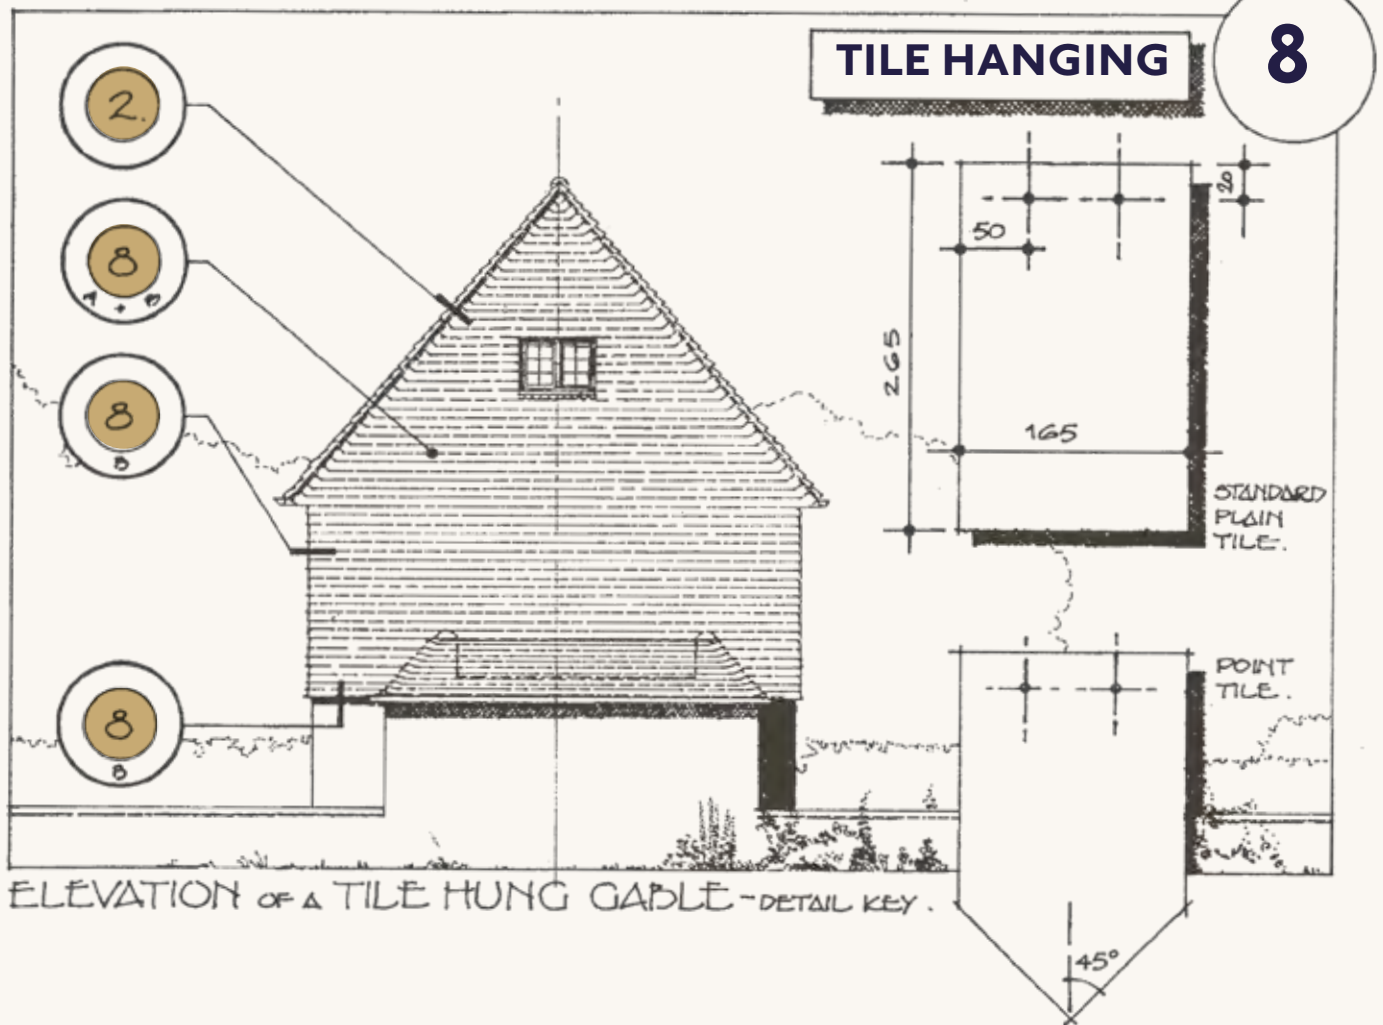 TILE HANGING
8
2.
8
A + B
8
B
8
B
20
50
265
165
STANDARD
PLAIN
TILE.
POINT
TILE.
45°
ELEVATION OF A TILE HUNG GABLE - DETAIL KEY.